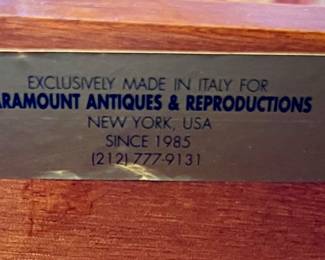 EXCLUSIVELY MADE IN ITALY FOR
ARAMOUNT ANTIQUES & REPRODUCTIONS
NEW YORK, USA
SINCE 1985
(212) 777-9131